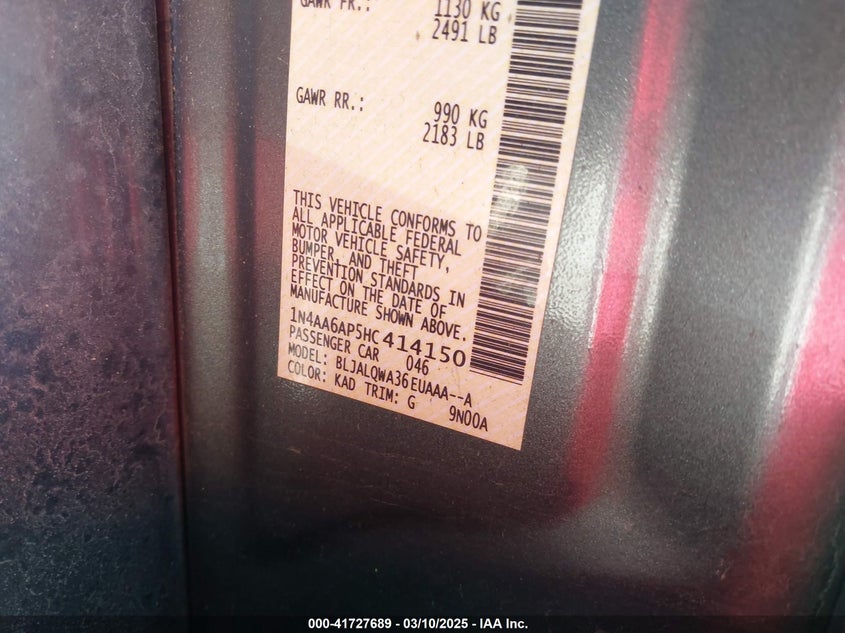 GAWR FR.: 1130 KG
2491 LB
GAWR RR.: 990 KG
2183 LB
THIS VEHICLE CONFORMS TO
ALL APPLICABLE FEDERAL
MOTOR VEHICLE SAFETY,
BUMPER, AND THEFT
PREVENTION STANDARDS IN
EFFECT ON THE DATE OF
MANUFACTURE SHOWN ABOVE.
1N4AA6AP5HC414150
PASSENGER CAR 046
MODEL: BLJALQWA36EUAAA--A
COLOR: KAD TRIM: G 9N00A
000-41727689 - 03/10/2025 - IAA Inc.